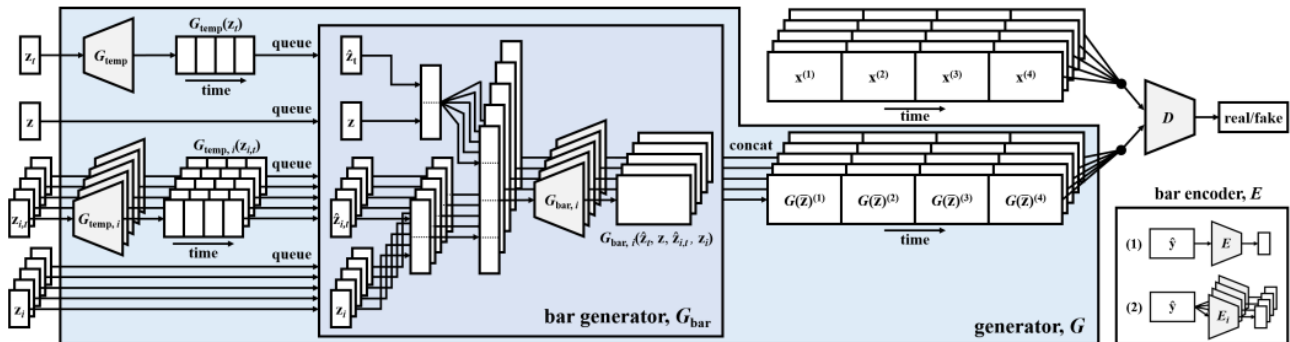 G_temp(z_t)
z_t
G_temp
queue
time
z
queue
G_temp, i(z_i,t)
queue
z_i,t
G_temp, i
time
queue
z_i
ẑ_t
z
ẑ_i,t
z_i
G_bar, i
G_bar, i(ẑ_t, z, ẑ_i,t, z_i)
bar generator, G_bar
concat
x^(1) x^(2) x^(3) x^(4)
time
G(z̅)^(1) G(z̅)^(2) G(z̅)^(3) G(z̅)^(4)
time
generator, G
D
real/fake
bar encoder, E
(1) ŷ E
(2) ŷ E_i